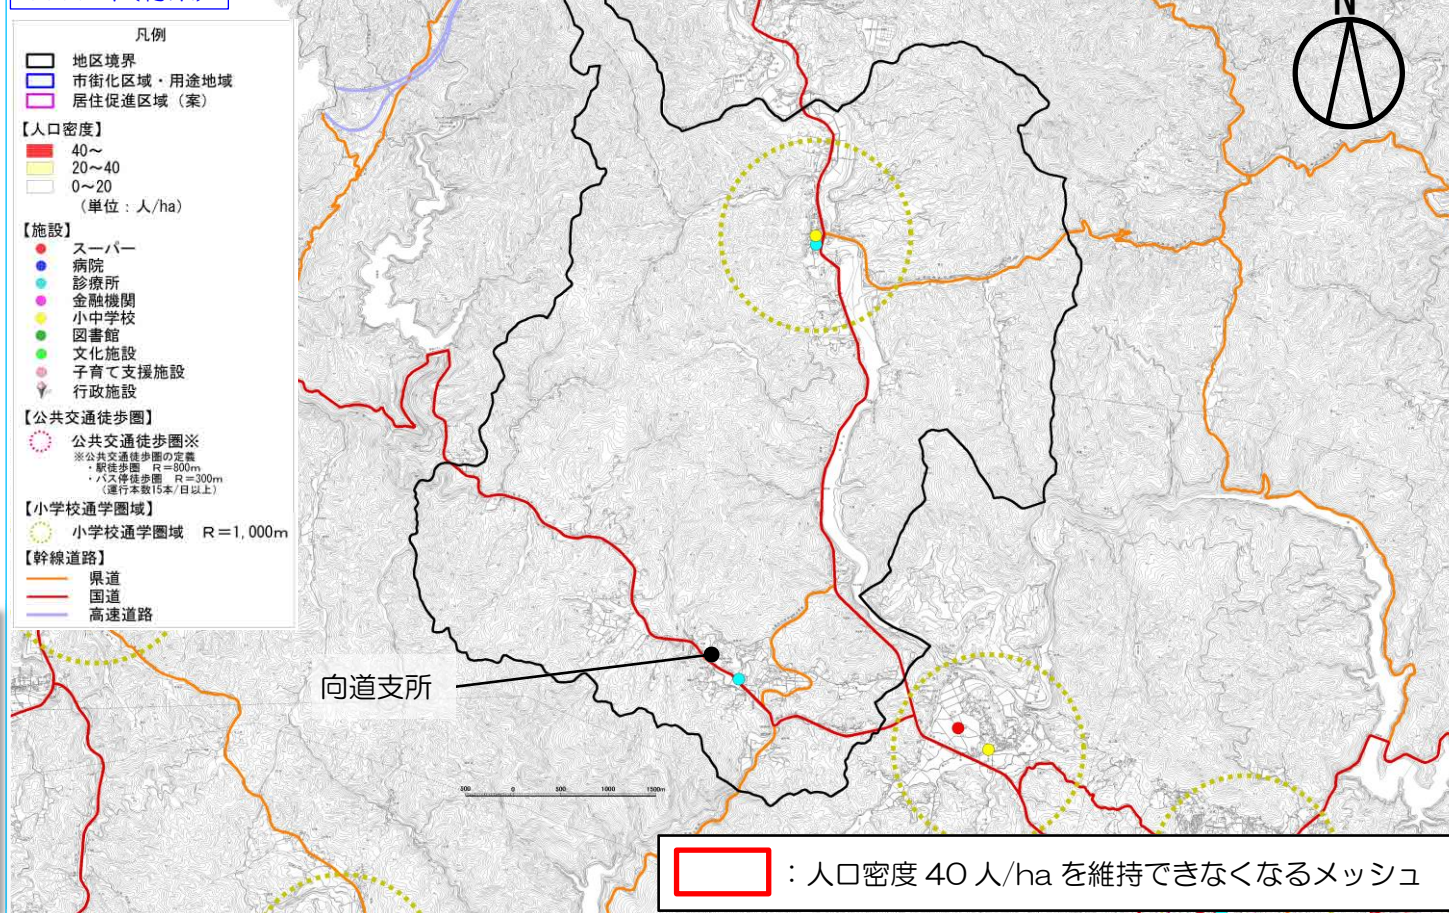 凡例
地区境界
市街化区域・用途地域
居住促進区域（案）
【人口密度】
40～
20～40
0～20
（単位：人/ha）
【施設】
スーパー
病院
診療所
金融機関
小中学校
図書館
文化施設
子育て支援施設
行政施設
【公共交通徒歩圏】
公共交通徒歩圏※
※公共交通徒歩圏の定義
・駅徒歩圏　R＝800m
・バス停徒歩圏　R＝300m
（運行本数15本/日以上）
【小学校通学圏域】
小学校通学圏域　R＝1,000m
【幹線道路】
県道
国道
高速道路
N
向道支所
500 0 500 1000 1500m
：人口密度 40 人/ha を維持できなくなるメッシュ